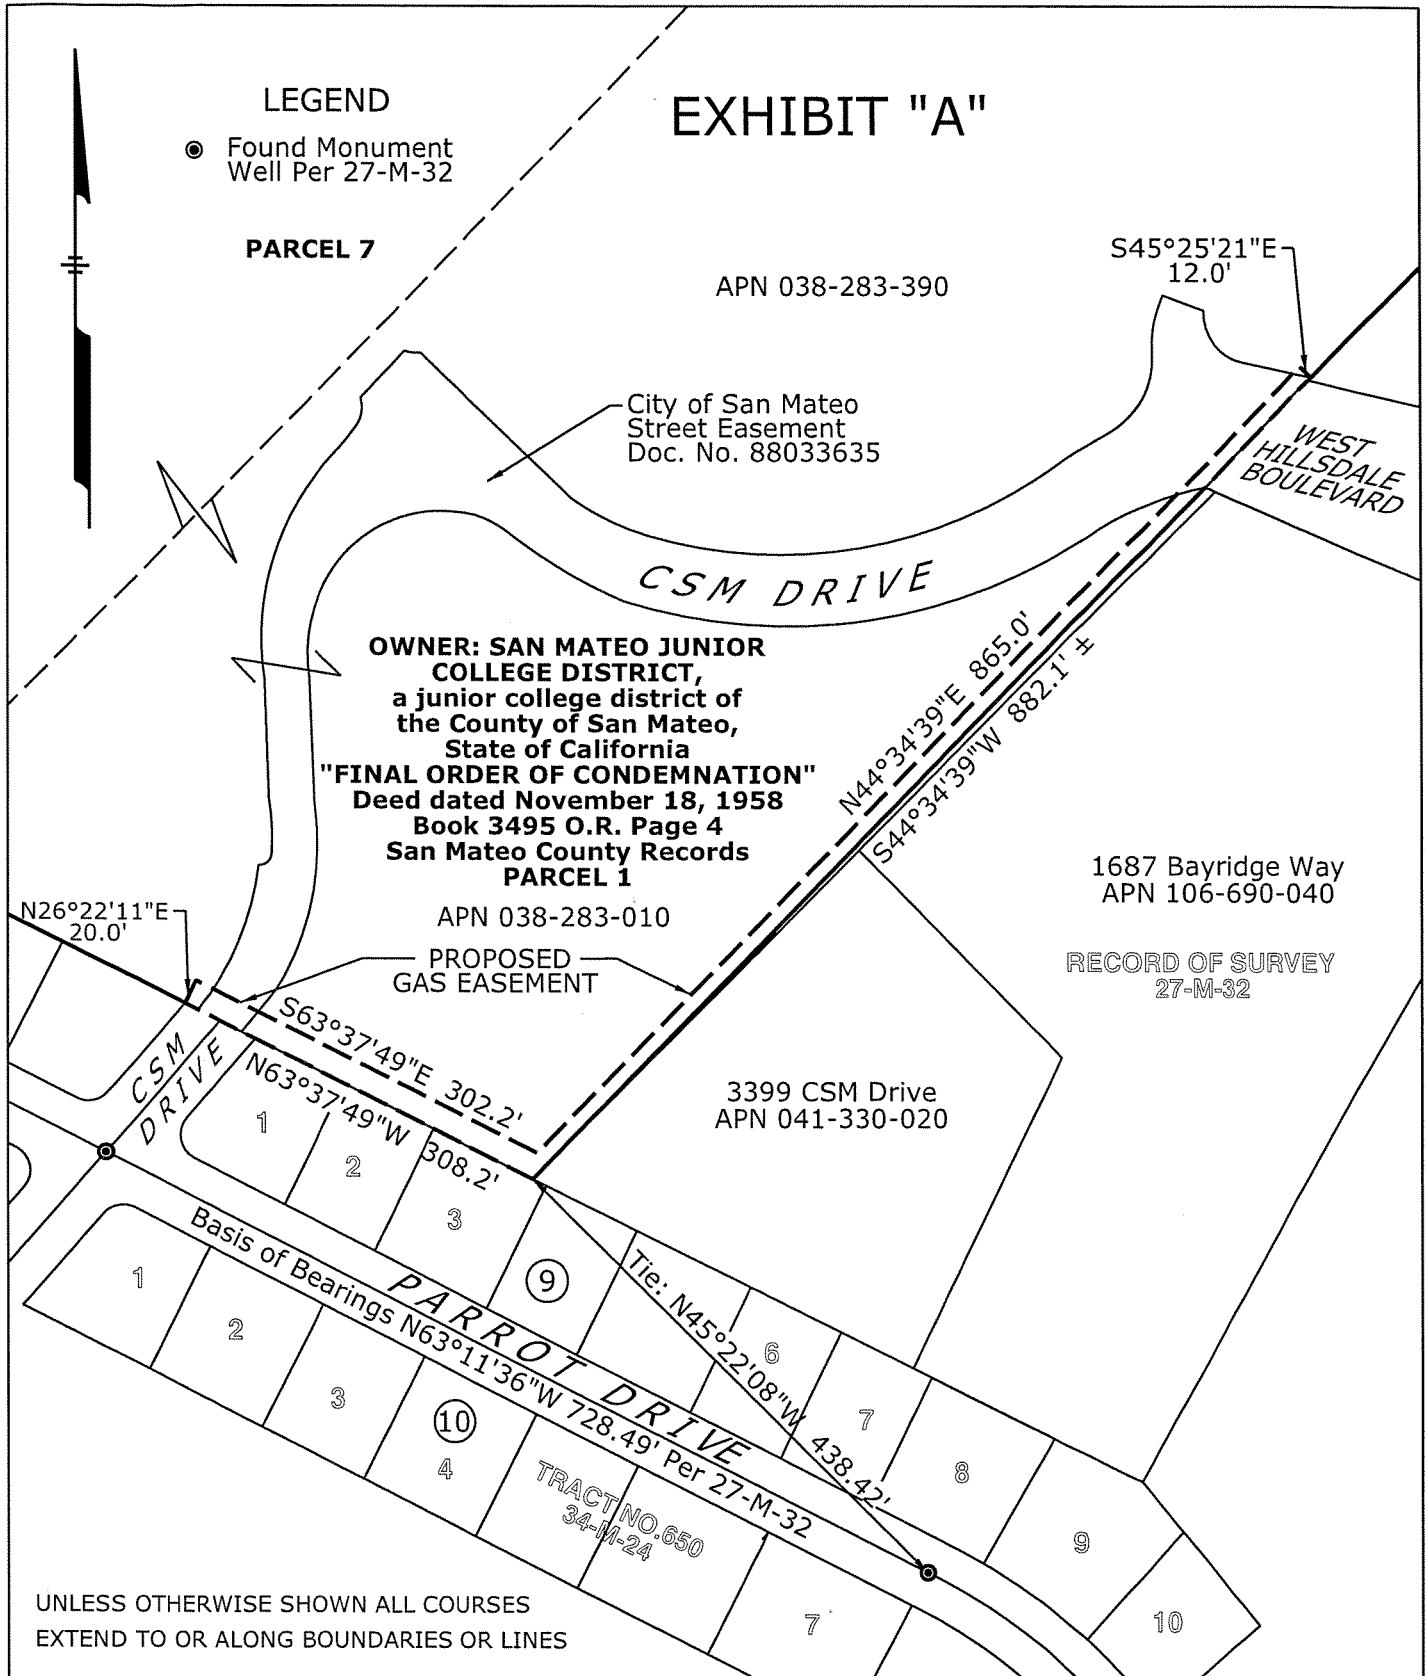 LEGEND
Found Monument
Well Per 27-M-32
PARCEL 7
EXHIBIT "A"
APN 038-283-390
S45°25'21"E
12.0'
City of San Mateo
Street Easement
Doc. No. 88033635
WEST
HILLSDALE
BOULEVARD
CSM DRIVE
OWNER: SAN MATEO JUNIOR
COLLEGE DISTRICT,
a junior college district of
the County of San Mateo,
State of California
"FINAL ORDER OF CONDEMNATION"
Deed dated November 18, 1958
Book 3495 O.R. Page 4
San Mateo County Records
PARCEL 1
APN 038-283-010
N44°34'39"E 865.0'
S44°34'39"W 882.1' ±
1687 Bayridge Way
APN 106-690-040
RECORD OF SURVEY
27-M-32
N26°22'11"E
20.0'
PROPOSED
GAS EASEMENT
S63°37'49"E 302.2'
N63°37'49"W 308.2'
CSM
DRIVE
3399 CSM Drive
APN 041-330-020
1
2
3
9
6
7
8
9
10
Tie: N45°22'08"W 438.42'
PARROT DRIVE
Basis of Bearings N63°11'36"W 728.49' Per 27-M-32
1
2
3
10
4
TRACT NO.650
34-M-24
7
UNLESS OTHERWISE SHOWN ALL COURSES
EXTEND TO OR ALONG BOUNDARIES OR LINES